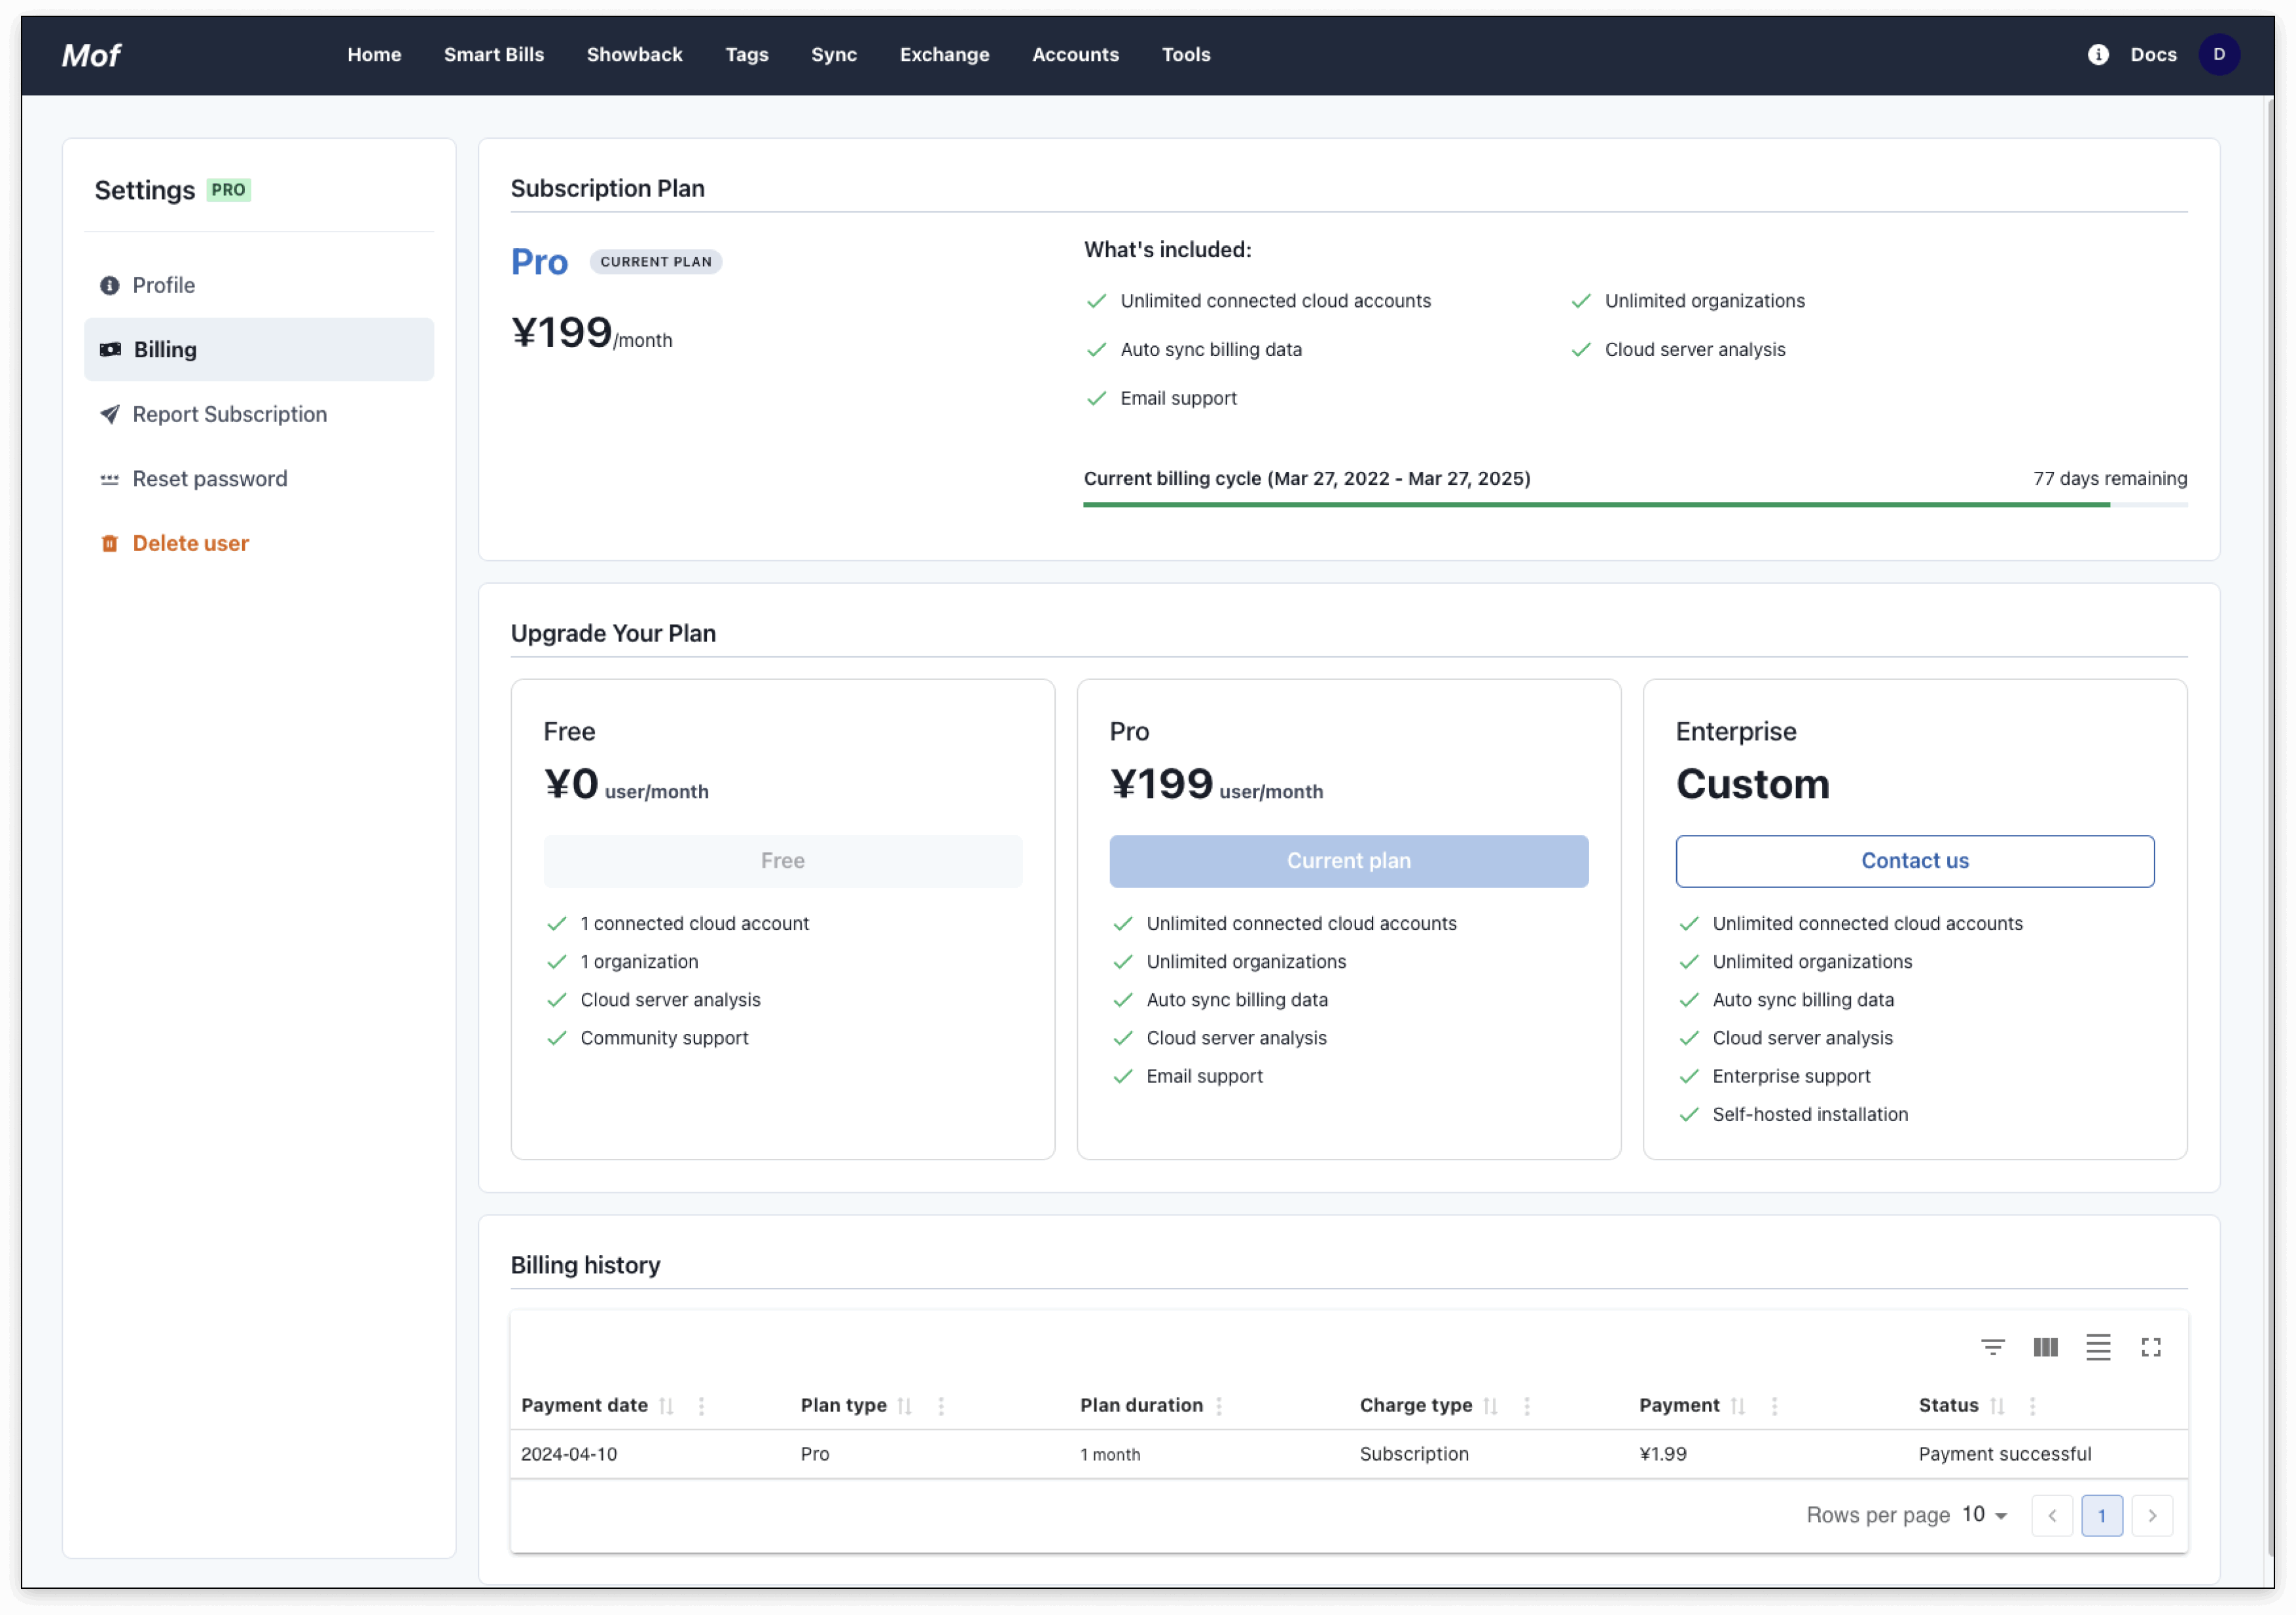 Mof Home Smart Bills Showback Tags Sync Exchange Accounts Tools Docs D
Settings PRO
Profile
Billing
Report Subscription
Reset password
Delete user
Subscription Plan
Pro CURRENT PLAN
¥199/month
What's included:
Unlimited connected cloud accounts
Unlimited organizations
Auto sync billing data
Cloud server analysis
Email support
Current billing cycle (Mar 27, 2022 - Mar 27, 2025) 77 days remaining
Upgrade Your Plan
Free
¥0 user/month
Free
1 connected cloud account
1 organization
Cloud server analysis
Community support
Pro
¥199 user/month
Current plan
Unlimited connected cloud accounts
Unlimited organizations
Auto sync billing data
Cloud server analysis
Email support
Enterprise
Custom
Contact us
Unlimited connected cloud accounts
Unlimited organizations
Auto sync billing data
Cloud server analysis
Enterprise support
Self-hosted installation
Billing history
Payment date Plan type Plan duration Charge type Payment Status
2024-04-10 Pro 1 month Subscription ¥1.99 Payment successful
Rows per page 10 1